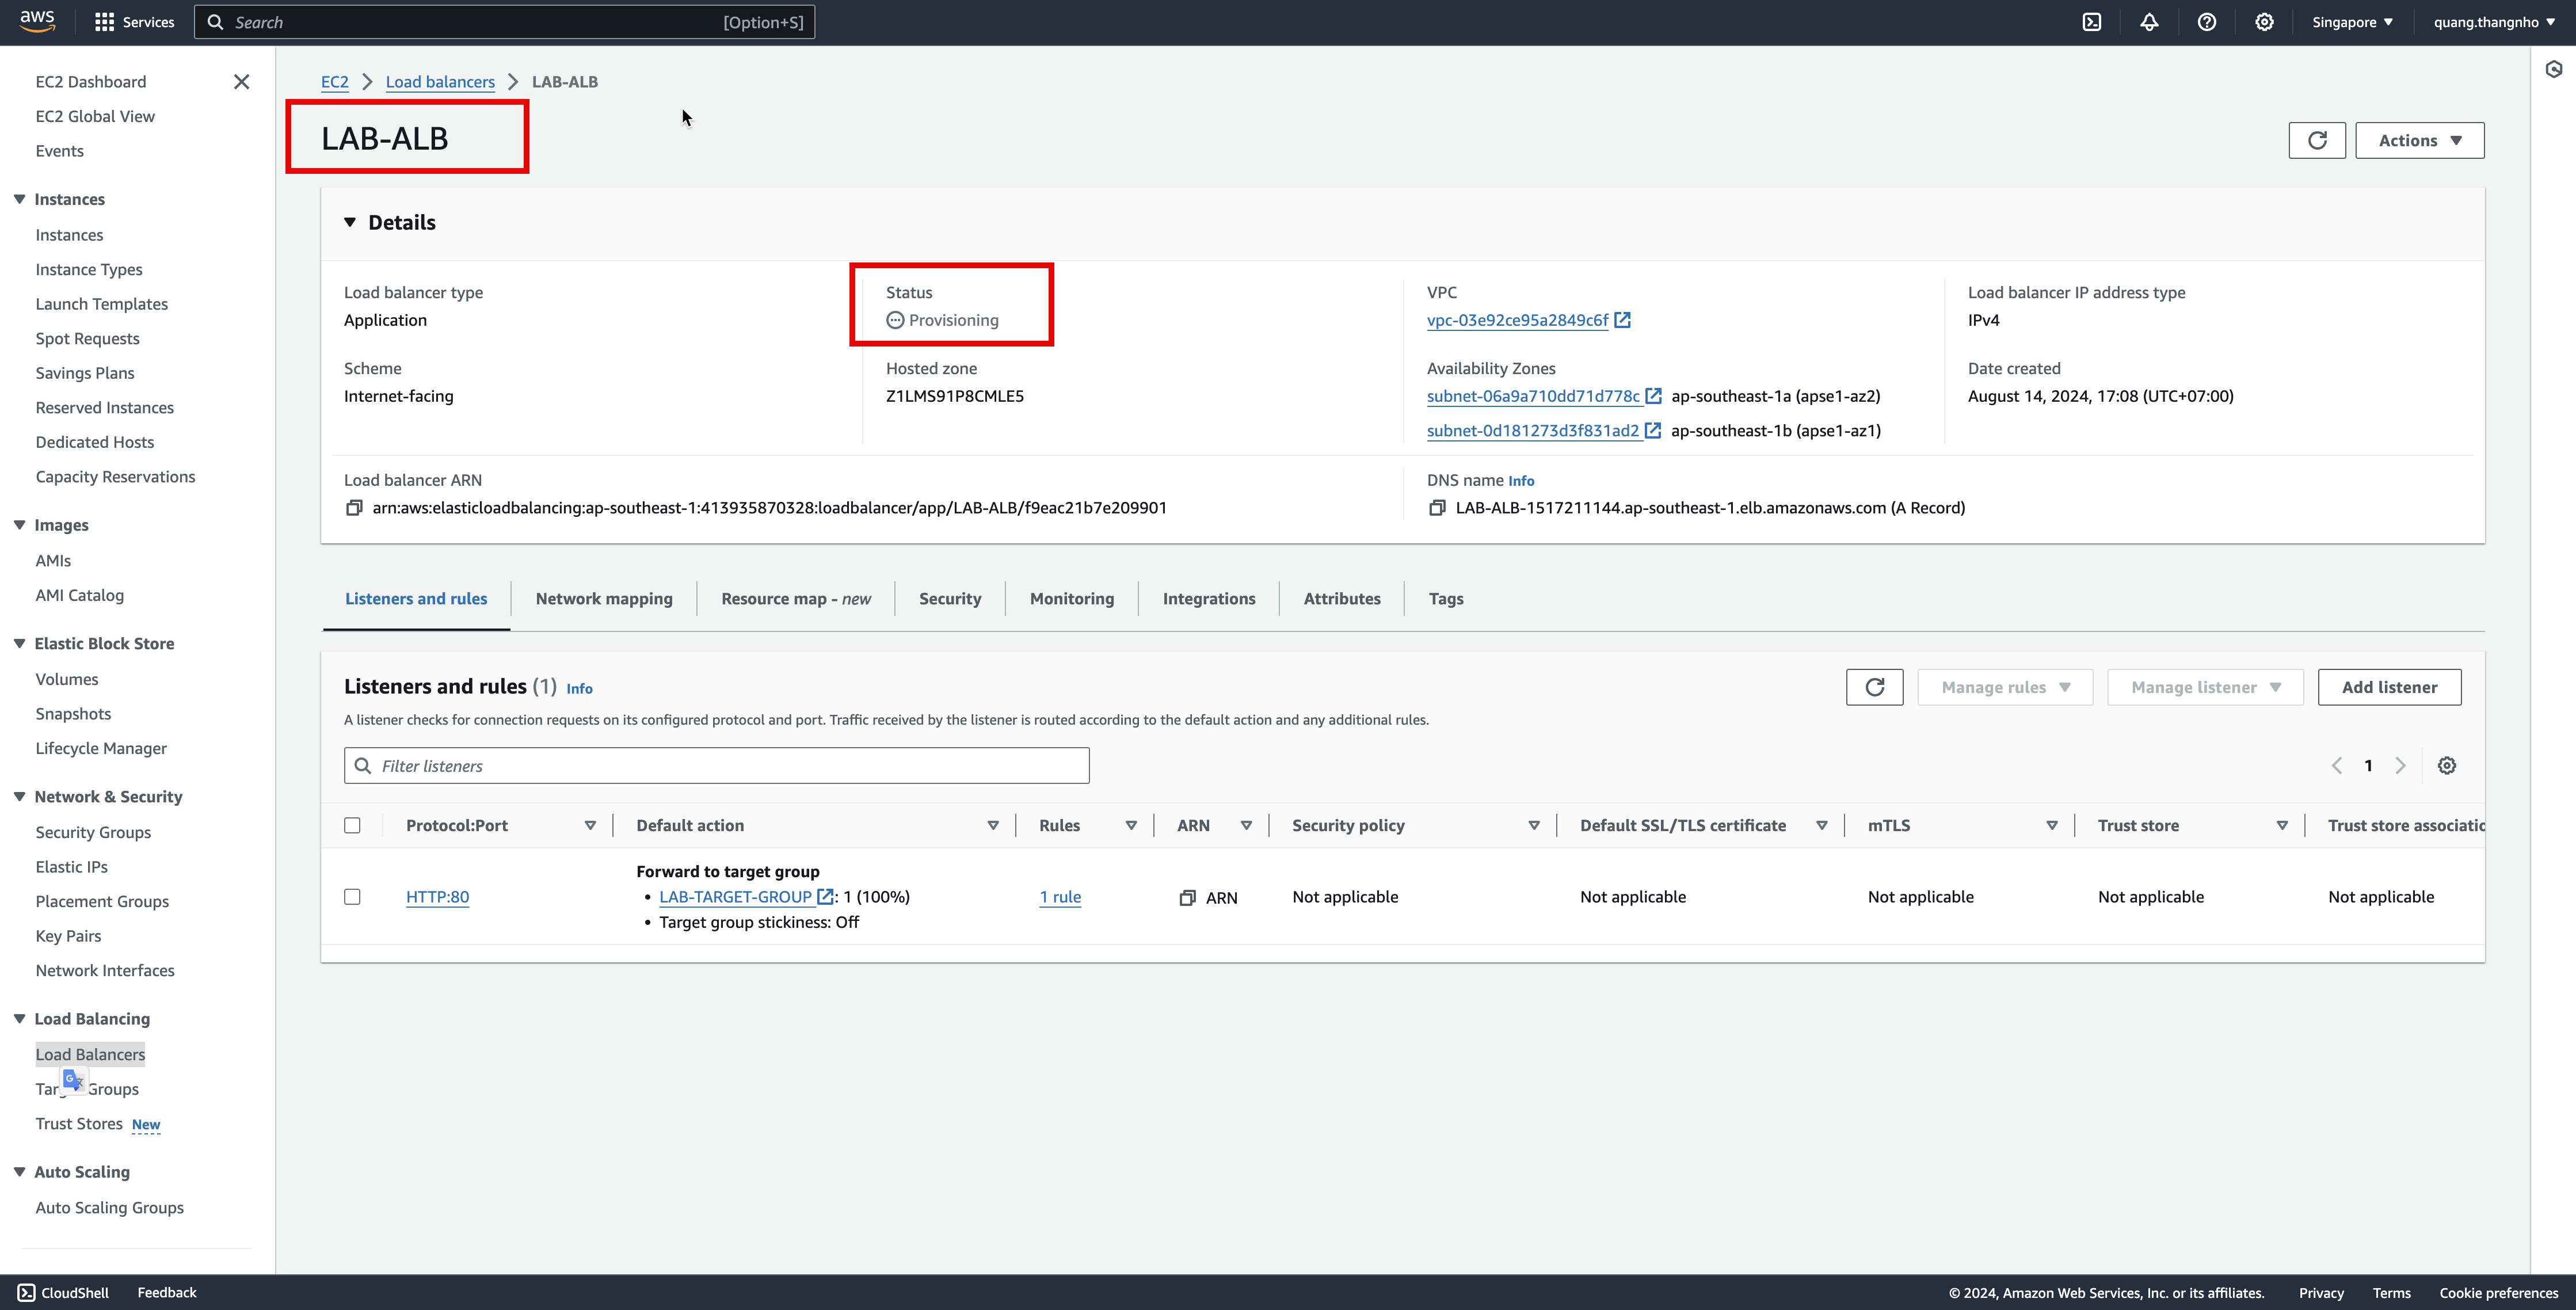 aws
Services
Search
[Option+S]
Singapore
quang.thangnho
EC2 Dashboard
EC2 Global View
Events
Instances
Instances
Instance Types
Launch Templates
Spot Requests
Savings Plans
Reserved Instances
Dedicated Hosts
Capacity Reservations
Images
AMIs
AMI Catalog
Elastic Block Store
Volumes
Snapshots
Lifecycle Manager
Network & Security
Security Groups
Elastic IPs
Placement Groups
Key Pairs
Network Interfaces
Load Balancing
Load Balancers
Groups
Trust Stores New
Auto Scaling
Auto Scaling Groups
EC2 > Load balancers > LAB-ALB
LAB-ALB
Actions
Details
Load balancer type
Application
Status
Provisioning
VPC
vpc-03e92ce95a2849c6f
Load balancer IP address type
IPv4
Scheme
Internet-facing
Hosted zone
Z1LMS91P8CMLE5
Availability Zones
subnet-06a9a710dd71d778c ap-southeast-1a (apse1-az2)
subnet-0d181273d3f831ad2 ap-southeast-1b (apse1-az1)
Date created
August 14, 2024, 17:08 (UTC+07:00)
Load balancer ARN
arn:aws:elasticloadbalancing:ap-southeast-1:413935870328:loadbalancer/app/LAB-ALB/f9eac21b7e209901
DNS name Info
LAB-ALB-1517211144.ap-southeast-1.elb.amazonaws.com (A Record)
Listeners and rules
Network mapping
Resource map - new
Security
Monitoring
Integrations
Attributes
Tags
Listeners and rules (1) Info
Manage rules
Manage listener
Add listener
A listener checks for connection requests on its configured protocol and port. Traffic received by the listener is routed according to the default action and any additional rules.
Filter listeners
1
Protocol:Port
Default action
Rules
ARN
Security policy
Default SSL/TLS certificate
mTLS
Trust store
Trust store associatio
HTTP:80
Forward to target group
• LAB-TARGET-GROUP : 1 (100%)
• Target group stickiness: Off
1 rule
ARN
Not applicable
Not applicable
Not applicable
Not applicable
Not applicable
CloudShell
Feedback
© 2024, Amazon Web Services, Inc. or its affiliates.
Privacy
Terms
Cookie preferences